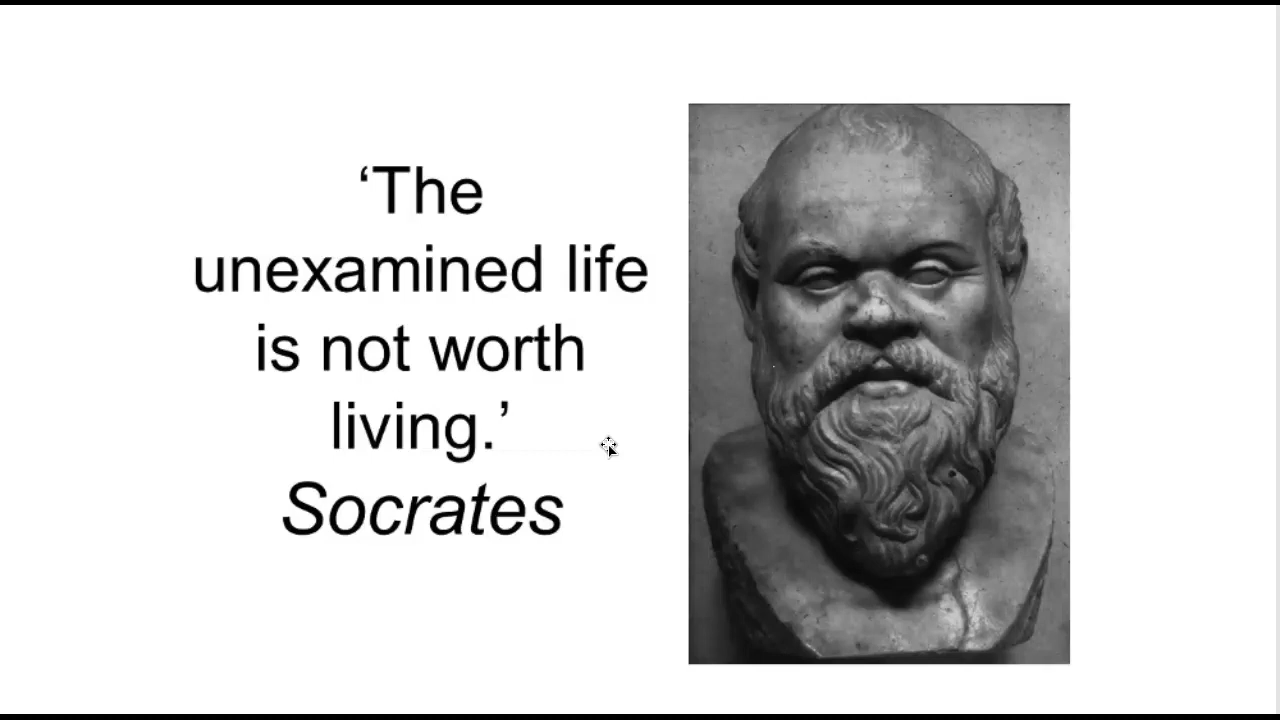 ‘The
unexamined life
is not worth
living.’
Socrates